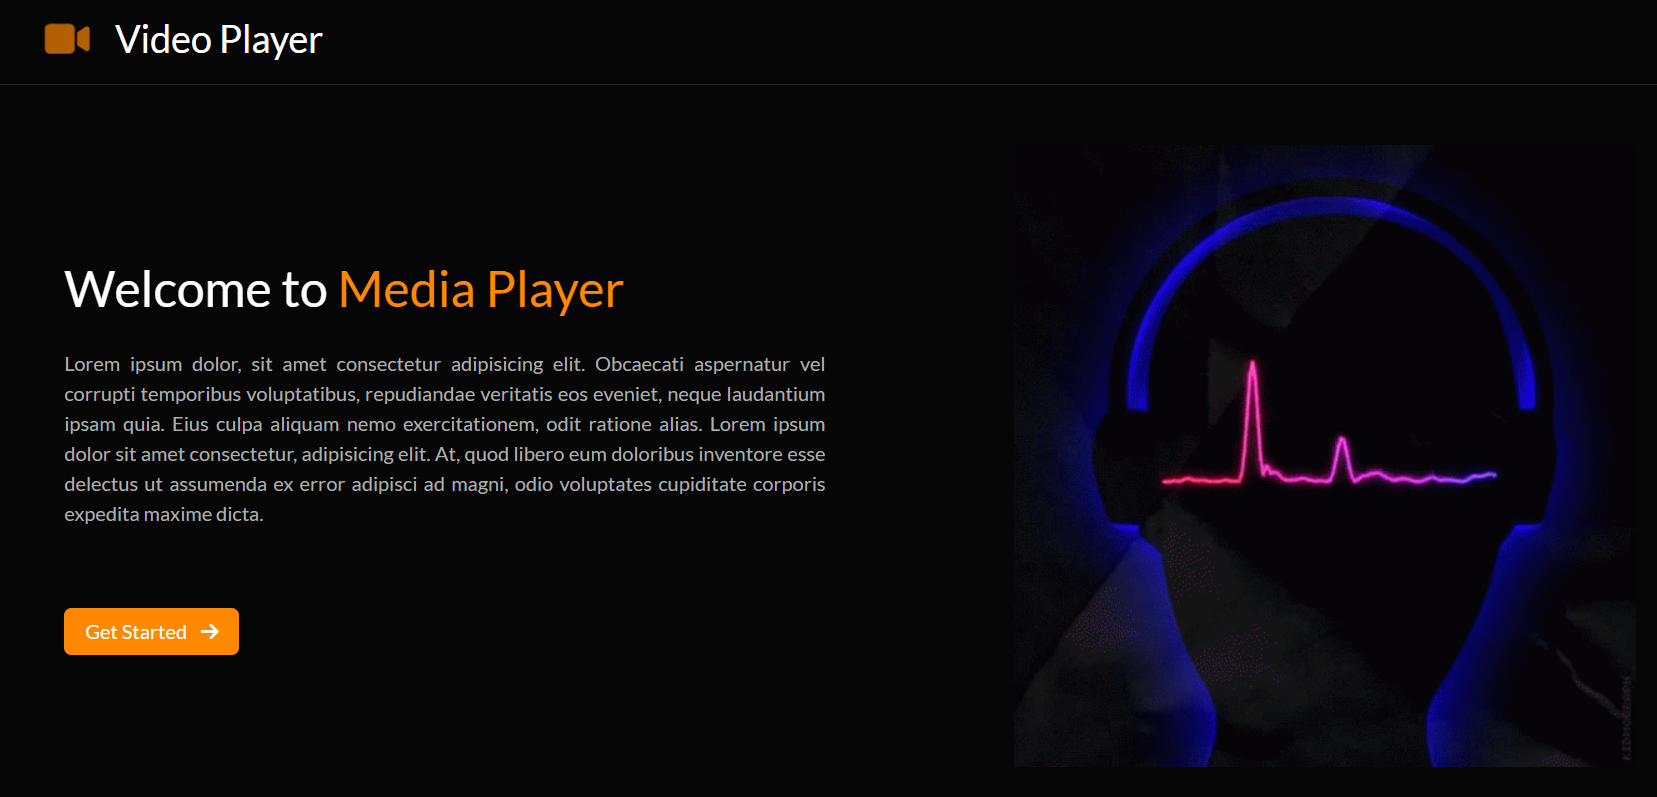 Video Player
Welcome to Media Player
Lorem ipsum dolor, sit amet consectetur adipisicing elit. Obcaecati aspernatur vel
corrupti temporibus voluptatibus, repudiandae veritatis eos eveniet, neque laudantium
ipsam quia. Eius culpa aliquam nemo exercitationem, odit ratione alias. Lorem ipsum
dolor sit amet consectetur, adipisicing elit. At, quod libero eum doloribus inventore esse
delectus ut assumenda ex error adipisci ad magni, odio voluptates cupiditate corporis
expedita maxime dicta.
Get Started
KIDMOGRAPH